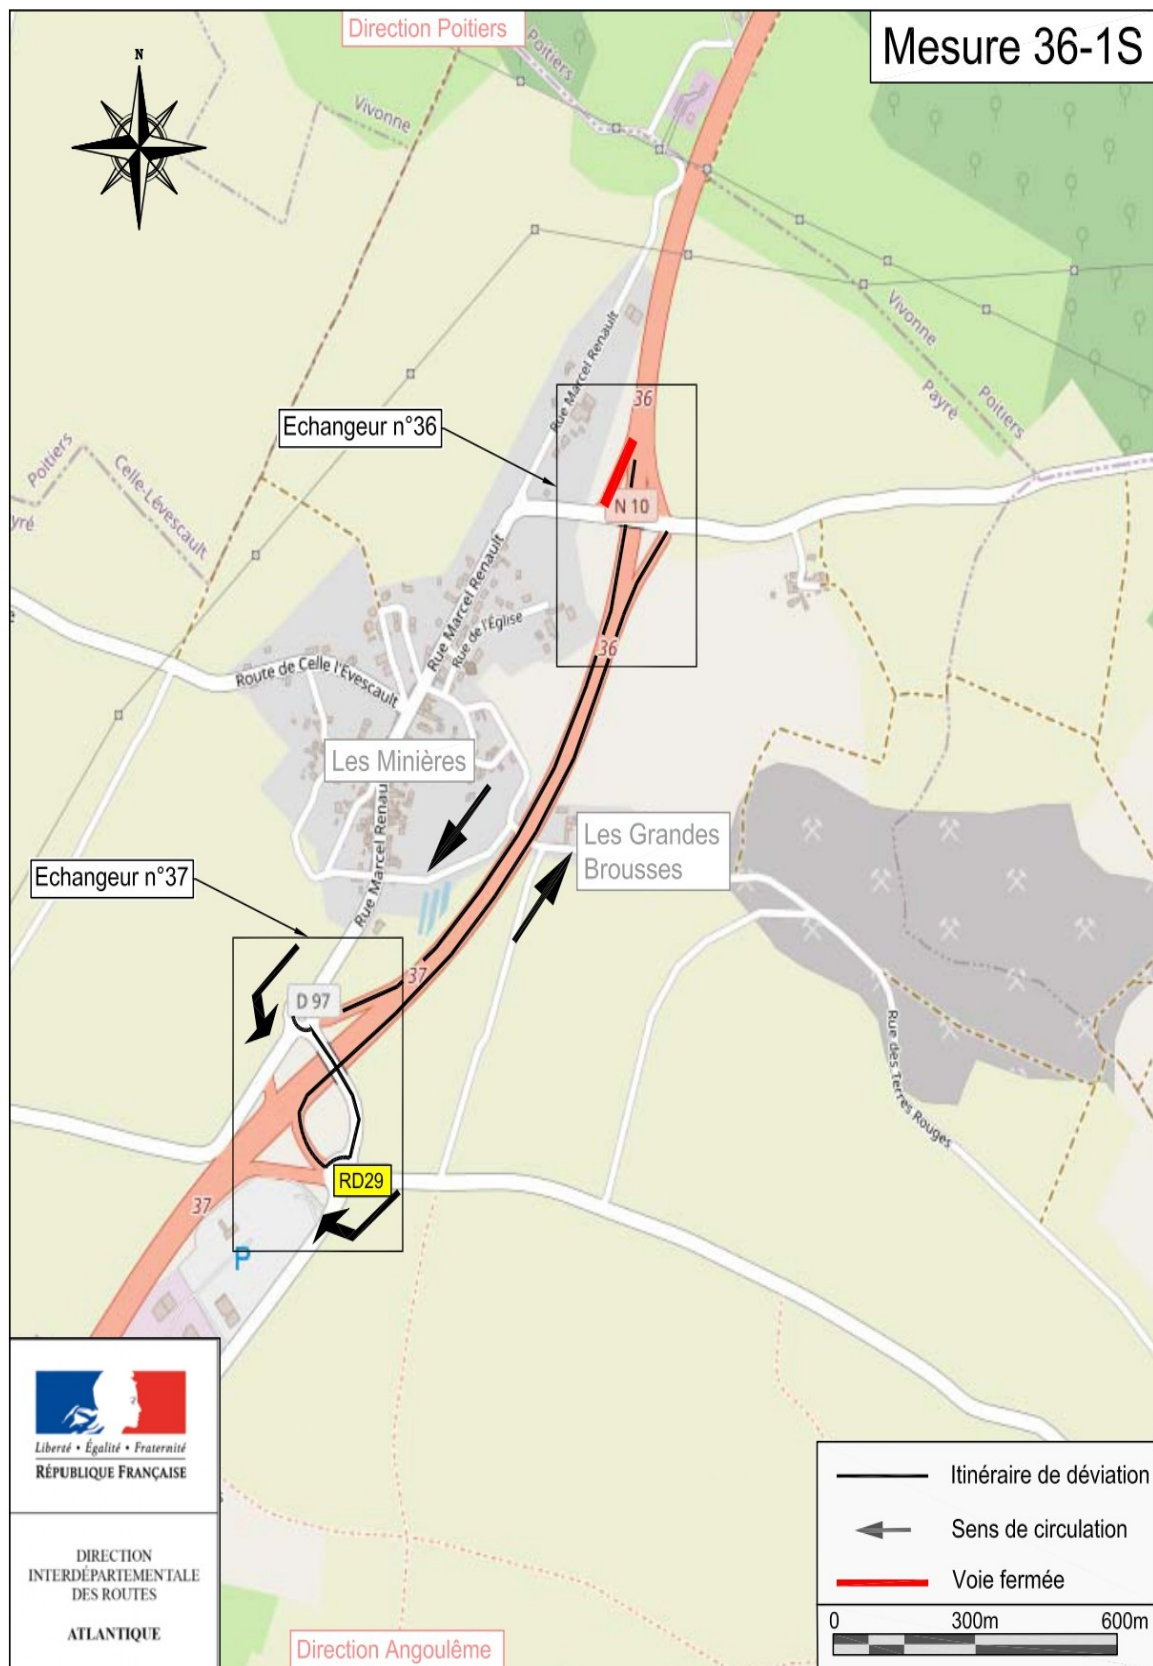 Direction Poitiers
Mesure 36-1S
N
Poitiers
Vivonne
Vivonne
Payré
Poitiers
Rue Marcel Renault
36
Echangeur n°36
N 10
Poitiers
Celle-Lévescault
yré
Rue Marcel Renault
Rue de l'Église
36
Route de Celle l'Evescault
Les Minières
Rue Marcel Renau
Les Grandes
Brousses
Echangeur n°37
37
D 97
Rue des Terres Rouges
RD29
37
P
Liberté • Égalité • Fraternité
RÉPUBLIQUE FRANÇAISE
DIRECTION
INTERDÉPARTEMENTALE
DES ROUTES
ATLANTIQUE
Itinéraire de déviation
Sens de circulation
Voie fermée
0 300m 600m
Direction Angoulême